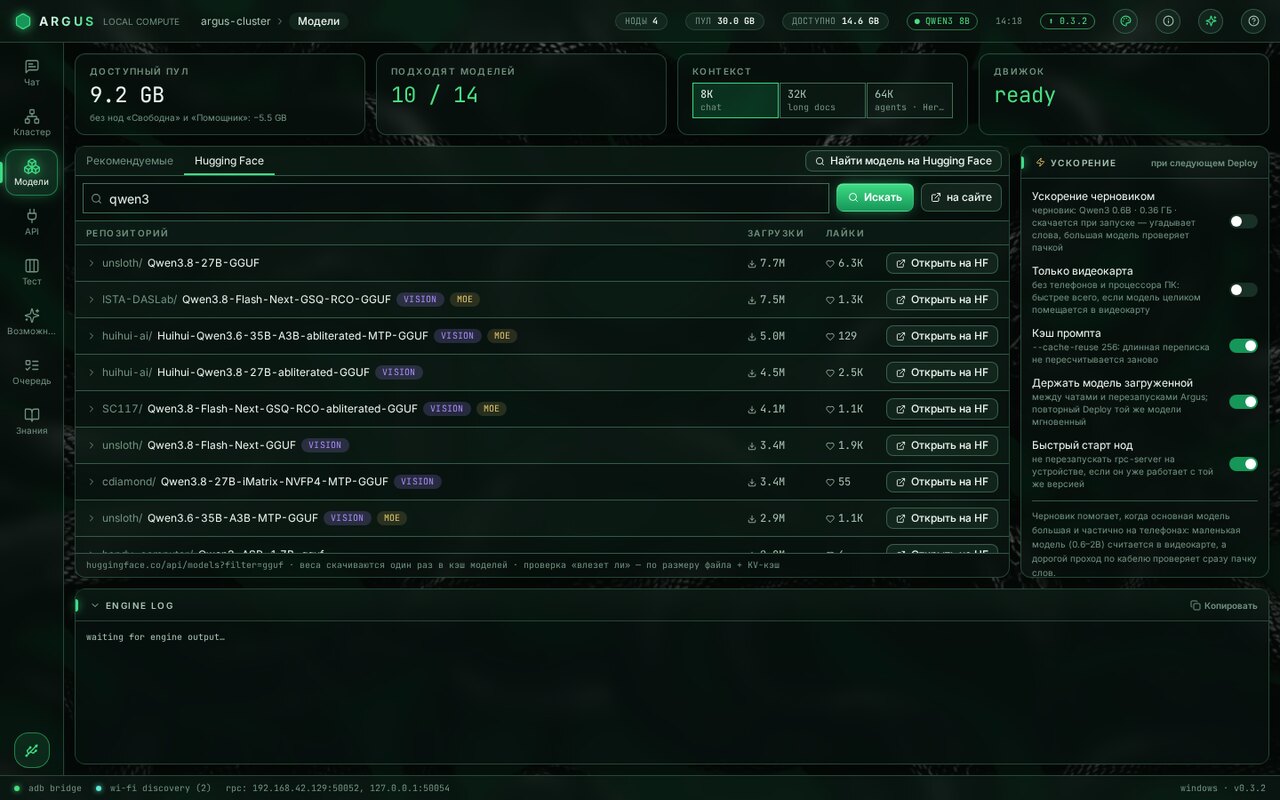 ARGUS LOCAL COMPUTE argus-cluster > Модели НОДЫ 4 ПУЛ 30.0 GB ДОСТУПНО 14.6 GB QWEN3 8B 14:18 0.3.2
Чат
Кластер
Модели
API
Тест
Возможн...
Очередь
Знания
ДОСТУПНЫЙ ПУЛ
9.2 GB
без нод «Свободна» и «Помощник»: −5.5 GB
ПОДХОДЯТ МОДЕЛЕЙ
10 / 14
КОНТЕКСТ
8K
chat
32K
long docs
64K
agents · Her…
ДВИЖОК
ready
Рекомендуемые Hugging Face Найти модель на Hugging Face
qwen3 Искать на сайте
РЕПОЗИТОРИЙ ЗАГРУЗКИ ЛАЙКИ
unsloth/ Qwen3.8-27B-GGUF 7.7M 6.3K Открыть на HF
ISTA-DASLab/ Qwen3.8-Flash-Next-GSQ-RCO-GGUF VISION MOE 7.5M 1.3K Открыть на HF
huihui-ai/ Huihui-Qwen3.6-35B-A3B-abliterated-MTP-GGUF VISION MOE 5.0M 129 Открыть на HF
huihui-ai/ Huihui-Qwen3.8-27B-abliterated-GGUF VISION 4.5M 2.5K Открыть на HF
SC117/ Qwen3.8-Flash-Next-GSQ-RCO-abliterated-GGUF VISION MOE 4.1M 1.1K Открыть на HF
unsloth/ Qwen3.8-Flash-Next-GGUF VISION 3.4M 1.9K Открыть на HF
cdiamond/ Qwen3.8-27B-iMatrix-NVFP4-MTP-GGUF VISION 3.4M 55 Открыть на HF
unsloth/ Qwen3.6-35B-A3B-MTP-GGUF VISION MOE 2.9M 1.1K Открыть на HF
huggingface.co/api/models?filter=gguf · веса скачиваются один раз в кэш моделей · проверка «влезет ли» — по размеру файла + KV-кэш
УСКОРЕНИЕ при следующем Deploy
Ускорение черновиком
черновик: Qwen3 0.6B · 0.36 ГБ ·
скачается при запуске — угадывает
слова, большая модель проверяет
пачкой
Только видеокарта
без телефонов и процессора ПК:
быстрее всего, если модель целиком
помещается в видеокарту
Кэш промпта
--cache-reuse 256: длинная переписка
не пересчитывается заново
Держать модель загруженной
между чатами и перезапусками Argus;
повторный Deploy той же модели
мгновенный
Быстрый старт нод
не перезапускать rpc-server на
устройстве, если он уже работает с той
же версией
Черновик помогает, когда основная модель
большая и частично на телефонах: маленькая
модель (0.6–2B) считается в видеокарте, а
дорогой проход по кабелю проверяет сразу пачку
слов.
ENGINE LOG Копировать
waiting for engine output…
adb bridge wi-fi discovery (2) rpc: 192.168.42.129:50052, 127.0.0.1:50054 windows · v0.3.2